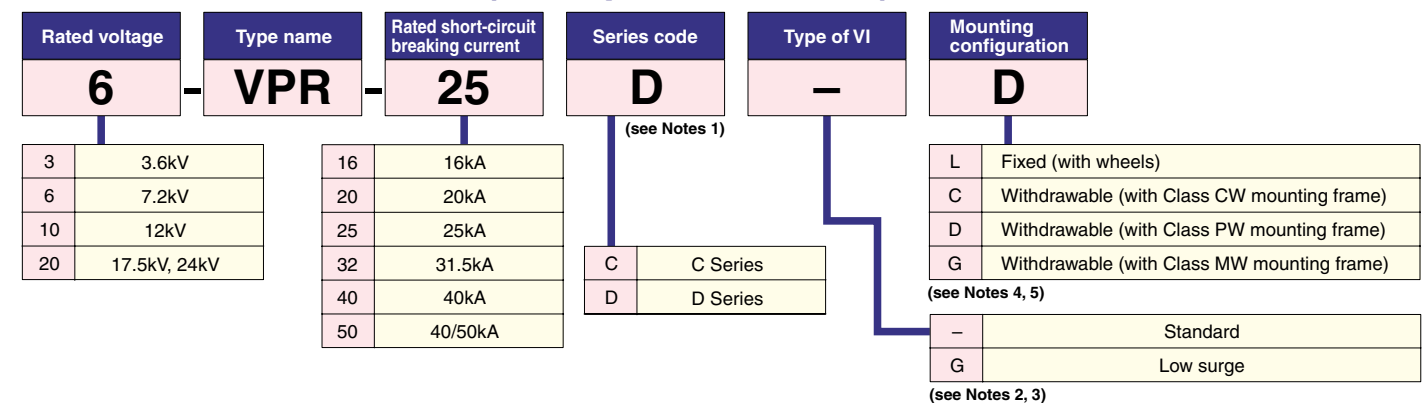 Rated voltage
Type name
Rated short-circuit
breaking current
Series code
Type of VI
Mounting
configuration
6 - VPR - 25 D – D
(see Notes 1)
3 3.6kV
6 7.2kV
10 12kV
20 17.5kV, 24kV
16 16kA
20 20kA
25 25kA
32 31.5kA
40 40kA
50 40/50kA
C C Series
D D Series
L Fixed (with wheels)
C Withdrawable (with Class CW mounting frame)
D Withdrawable (with Class PW mounting frame)
G Withdrawable (with Class MW mounting frame)
(see Notes 4, 5)
– Standard
G Low surge
(see Notes 2, 3)